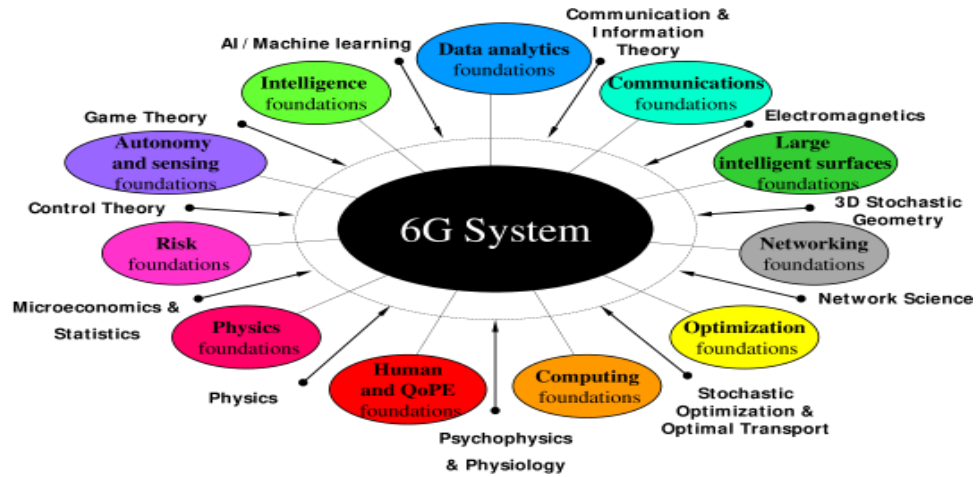 Communication &
Information
Theory
AI / Machine learning
Data analytics
foundations
Intelligence
foundations
Communications
foundations
Game Theory
Electromagnetics
Autonomy
and sensing
foundations
Large
intelligent surfaces
foundations
Control Theory
3D Stochastic
Geometry
6G System
Risk
foundations
Networking
foundations
Microeconomics &
Statistics
Network Science
Physics
foundations
Optimization
foundations
Human
and QoPE
foundations
Computing
foundations
Physics
Stochastic
Optimization &
Optimal Transport
Psychophysics
& Physiology